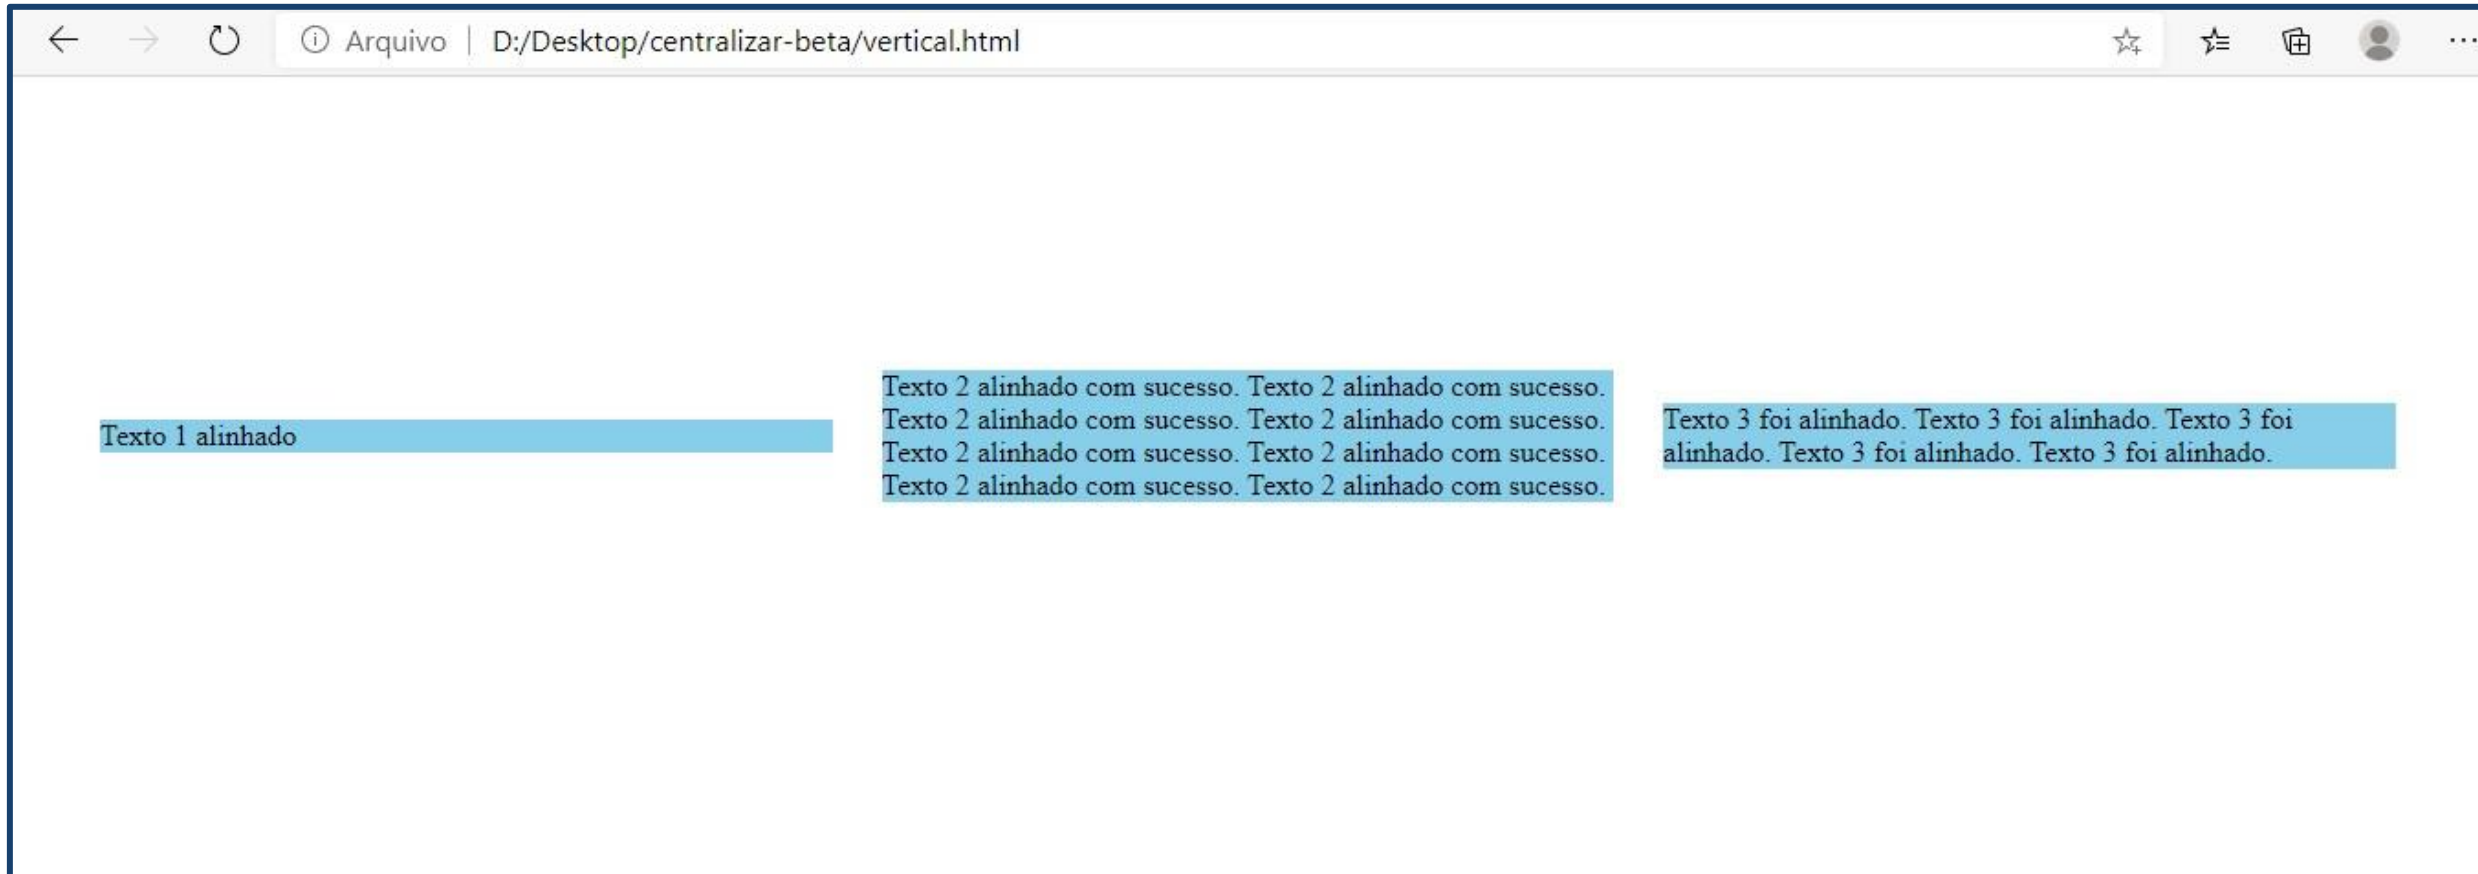 Arquivo | D:/Desktop/centralizar-beta/vertical.html
Texto 1 alinhado
Texto 2 alinhado com sucesso. Texto 2 alinhado com sucesso.
Texto 2 alinhado com sucesso. Texto 2 alinhado com sucesso.
Texto 2 alinhado com sucesso. Texto 2 alinhado com sucesso.
Texto 2 alinhado com sucesso. Texto 2 alinhado com sucesso.
Texto 3 foi alinhado. Texto 3 foi alinhado. Texto 3 foi
alinhado. Texto 3 foi alinhado. Texto 3 foi alinhado.